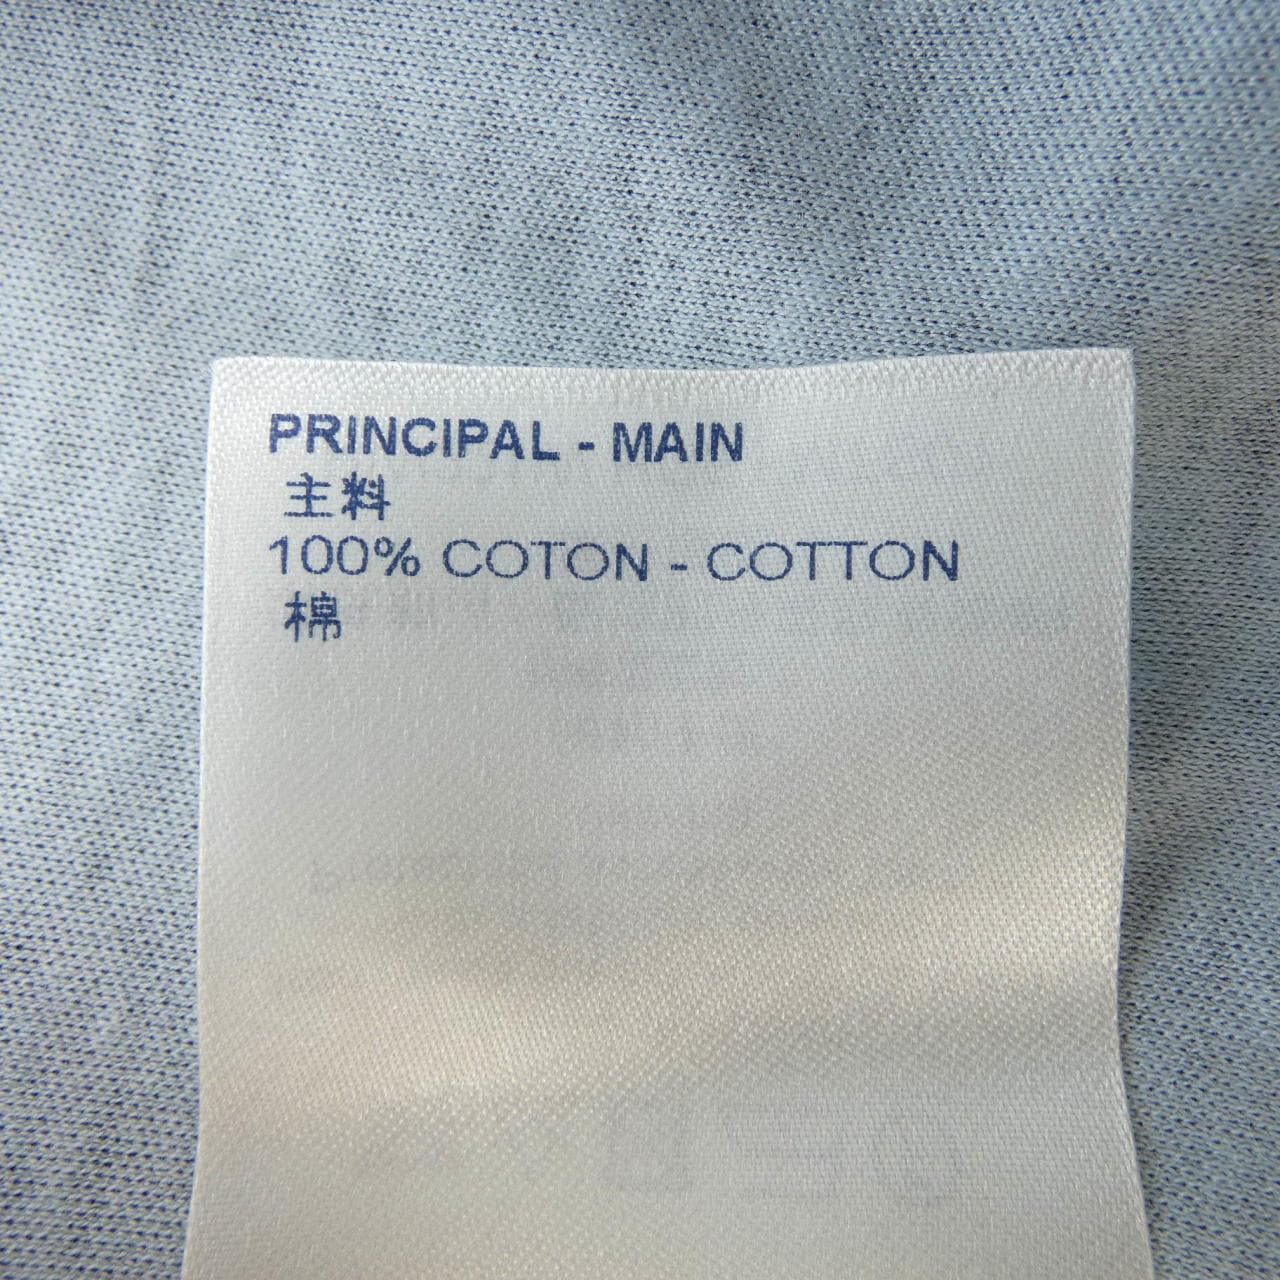 PRINCIPAL - MAIN
主料
100% COTON - COTTON
棉